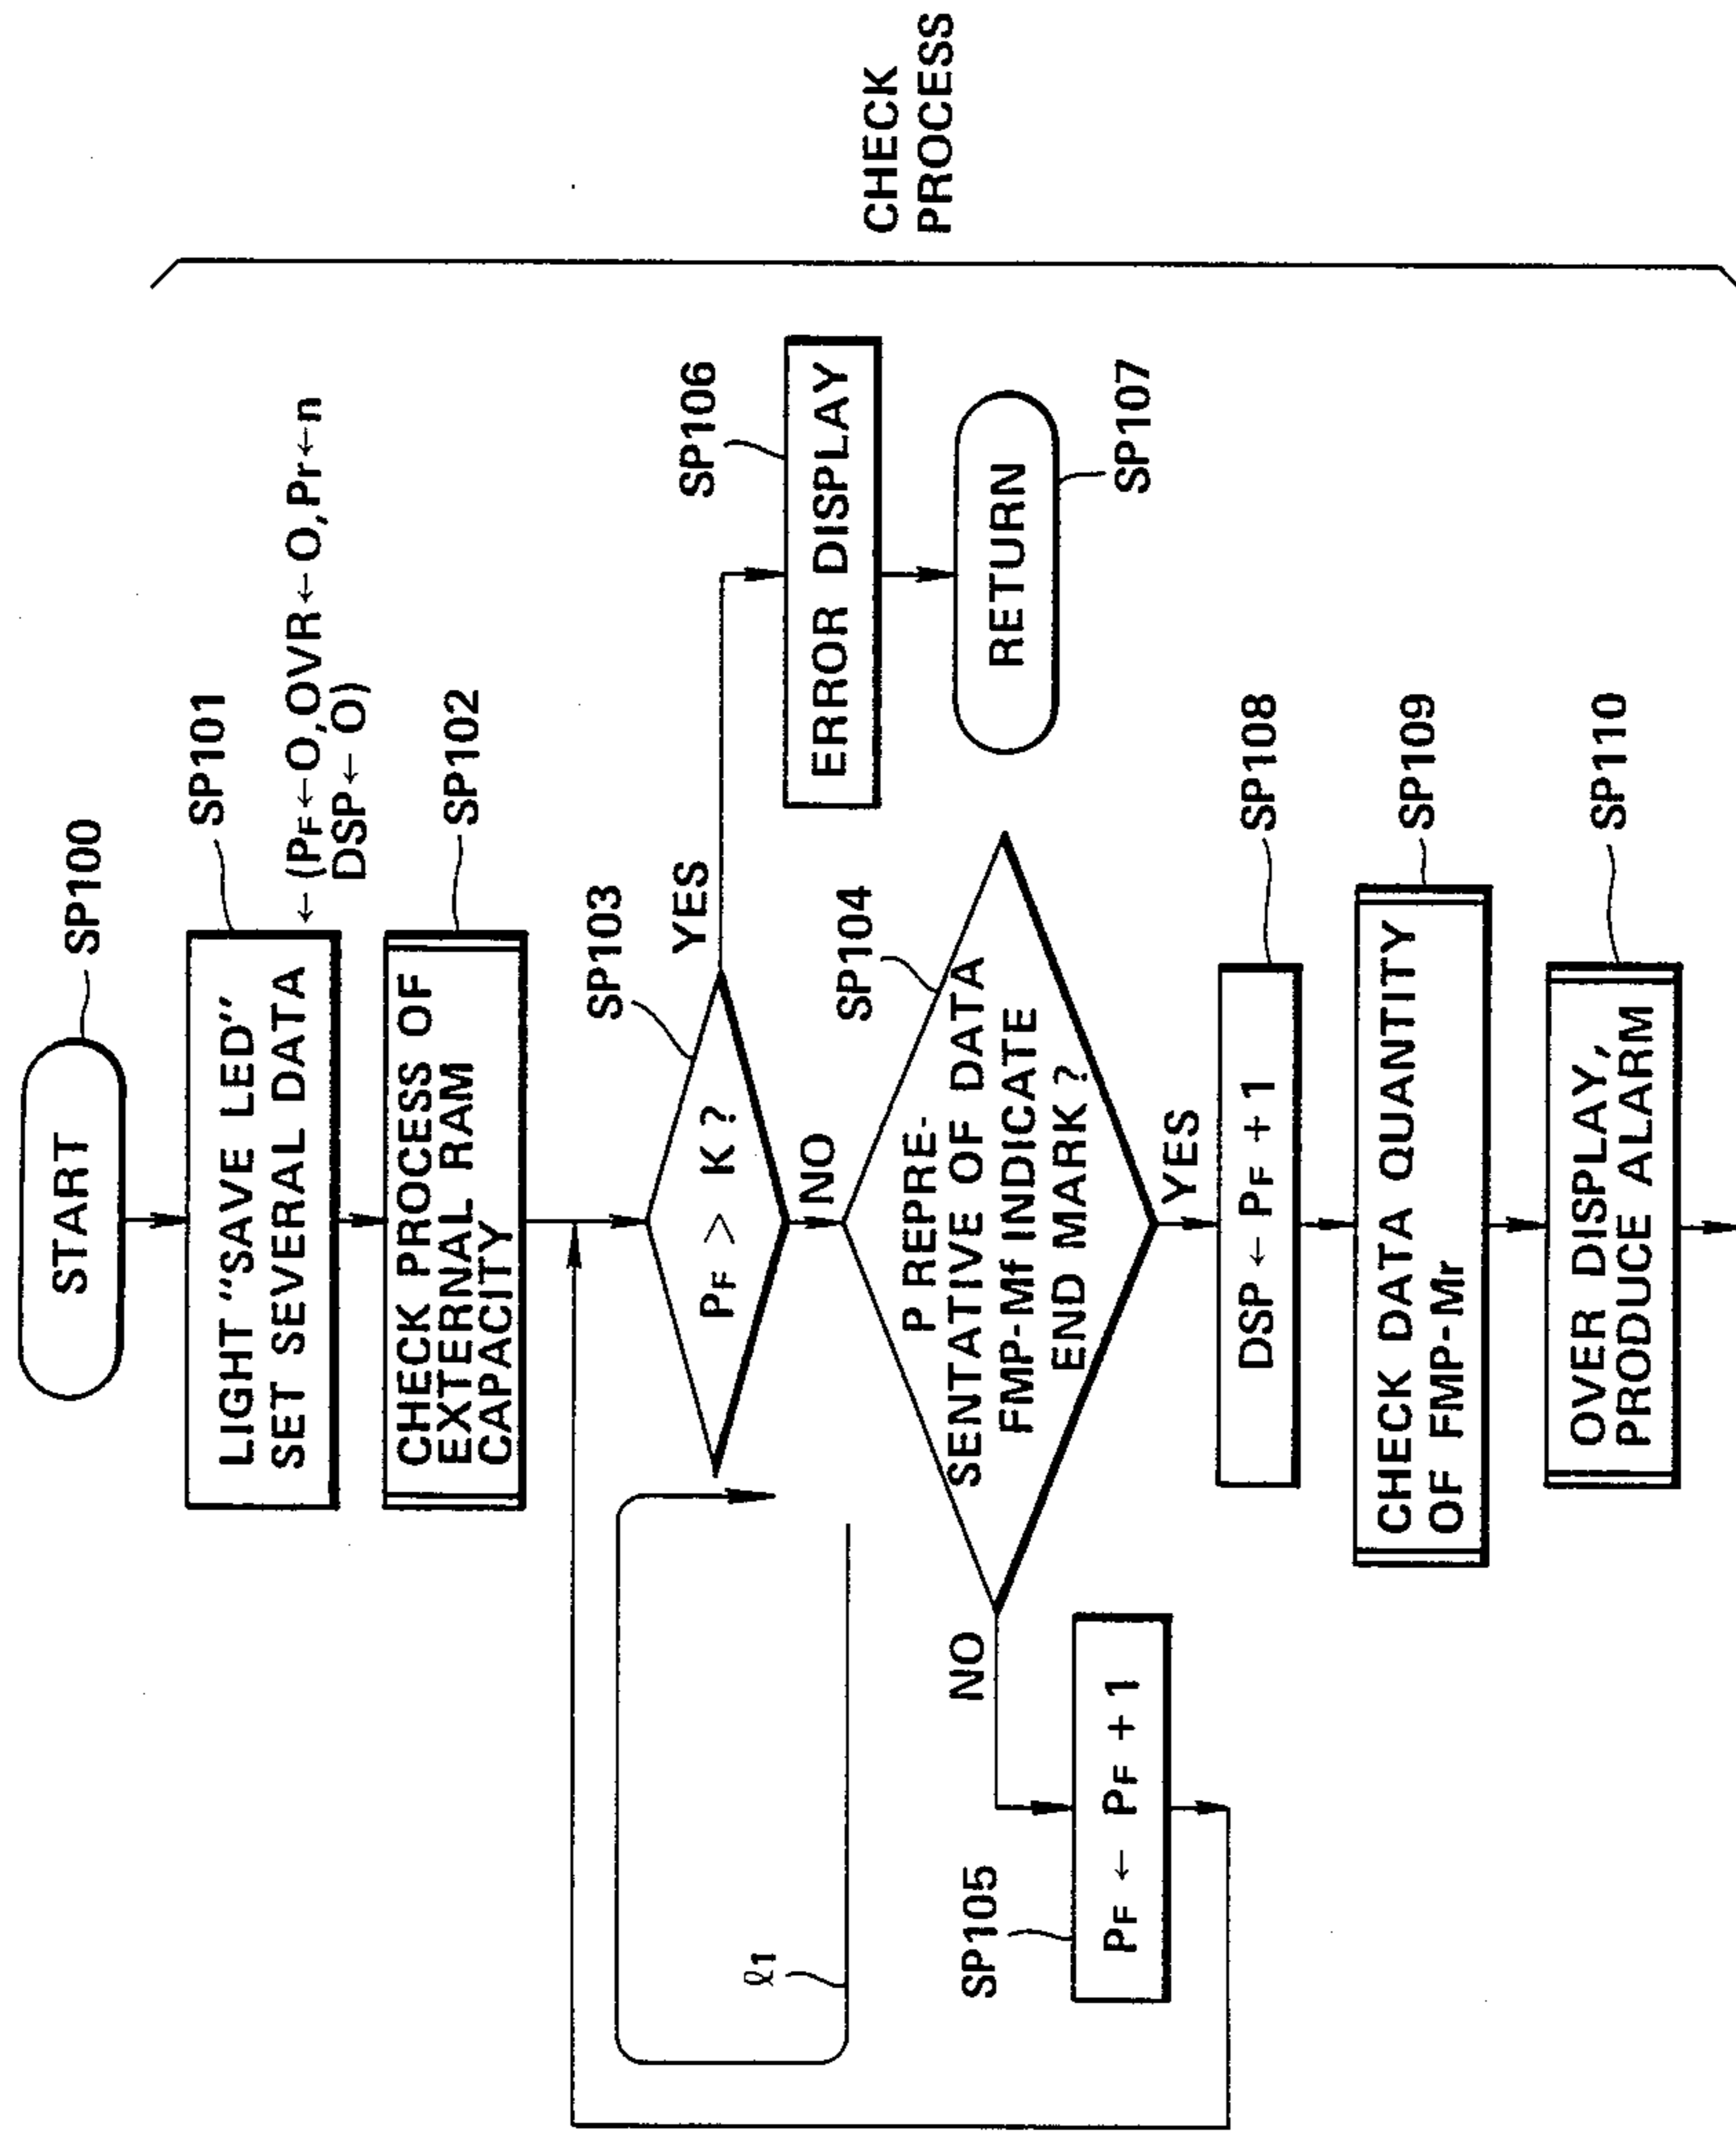 START
SP100
LIGHT "SAVE LED"
SET SEVERAL DATA
SP101
← (PF←O,OVR←O,Pr←n
DSP←O)
CHECK PROCESS OF
EXTERNAL RAM
CAPACITY
SP102
PF > K ?
SP103
YES
NO
ERROR DISPLAY
SP106
RETURN
SP107
P REPRE-
SENTATIVE OF DATA
FMP-Mf INDICATE
END MARK ?
SP104
NO
YES
ℓ1
PF ← PF + 1
SP105
DSP ← PF + 1
SP108
CHECK DATA QUANTITY
OF FMP-Mr
SP109
OVER DISPLAY,
PRODUCE ALARM
SP110
CHECK
PROCESS